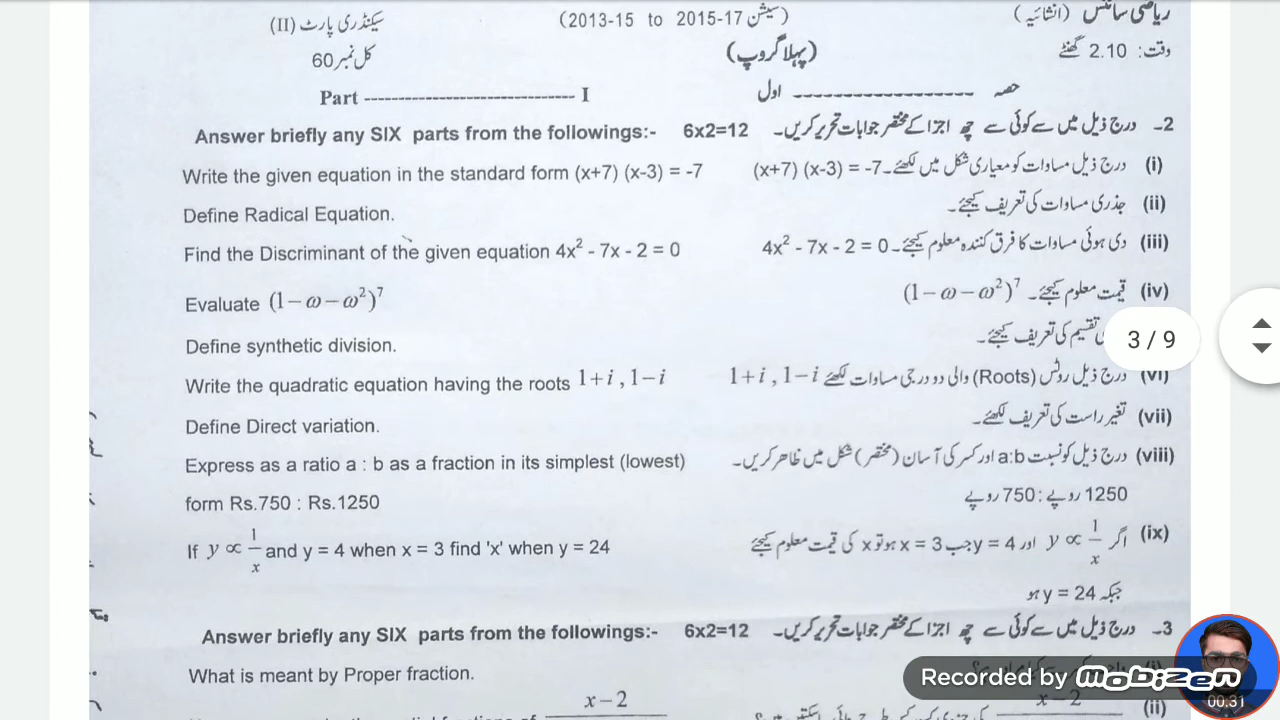 سیکنڈری پارٹ (II) (سیشن 2013-15 to 2015-17) ریاضی سائنس (انشائیہ)
کل نمبر 60 (پہلا گروپ) وقت: 2.10 گھنٹے
Part ------------------------------ I حصہ ------------------ اول
Answer briefly any SIX parts from the followings:- 6x2=12 2۔ درج ذیل میں سے کوئی سے چھ اجزا کے مختصر جوابات تحریر کریں۔
Write the given equation in the standard form (x+7) (x-3) = -7 (i) درج ذیل مساوات کو معیاری شکل میں لکھئے۔ (x+7) (x-3) = -7
Define Radical Equation. (ii) جذری مساوات کی تعریف کیجئے۔
Find the Discriminant of the given equation 4x² - 7x - 2 = 0 (iii) دی ہوئی مساوات کا فرق کنندہ معلوم کیجئے۔ 4x² - 7x - 2 = 0
Evaluate (1−ω−ω²)⁷ (iv) قیمت معلوم کیجئے۔ (1−ω−ω²)⁷
Define synthetic division. تقسیم کی تعریف کیجئے۔
3 / 9
Write the quadratic equation having the roots 1+i , 1−i (vi) درج ذیل روٹس (Roots) والی دو درجی مساوات لکھئے 1+i , 1−i
Define Direct variation. (vii) تغیر راست کی تعریف لکھئے۔
Express as a ratio a : b as a fraction in its simplest (lowest) (viii) درج ذیل کو نسبت a:b اور کسر کی آسان (مختصر) شکل میں ظاہر کریں۔
form Rs.750 : Rs.1250 1250 روپے : 750 روپے
If y ∝ 1/x and y = 4 when x = 3 find 'x' when y = 24 (ix) اگر y ∝ 1/x اور y = 4 جب x = 3 ہو تو x کی قیمت معلوم کیجئے
جبکہ y = 24 ہو
Answer briefly any SIX parts from the followings:- 6x2=12 3۔ درج ذیل میں سے کوئی سے چھ اجزا کے مختصر جوابات تحریر کریں۔
What is meant by Proper fraction.
Recorded by Mobizen
00:31
x−2 x−2 (ii)